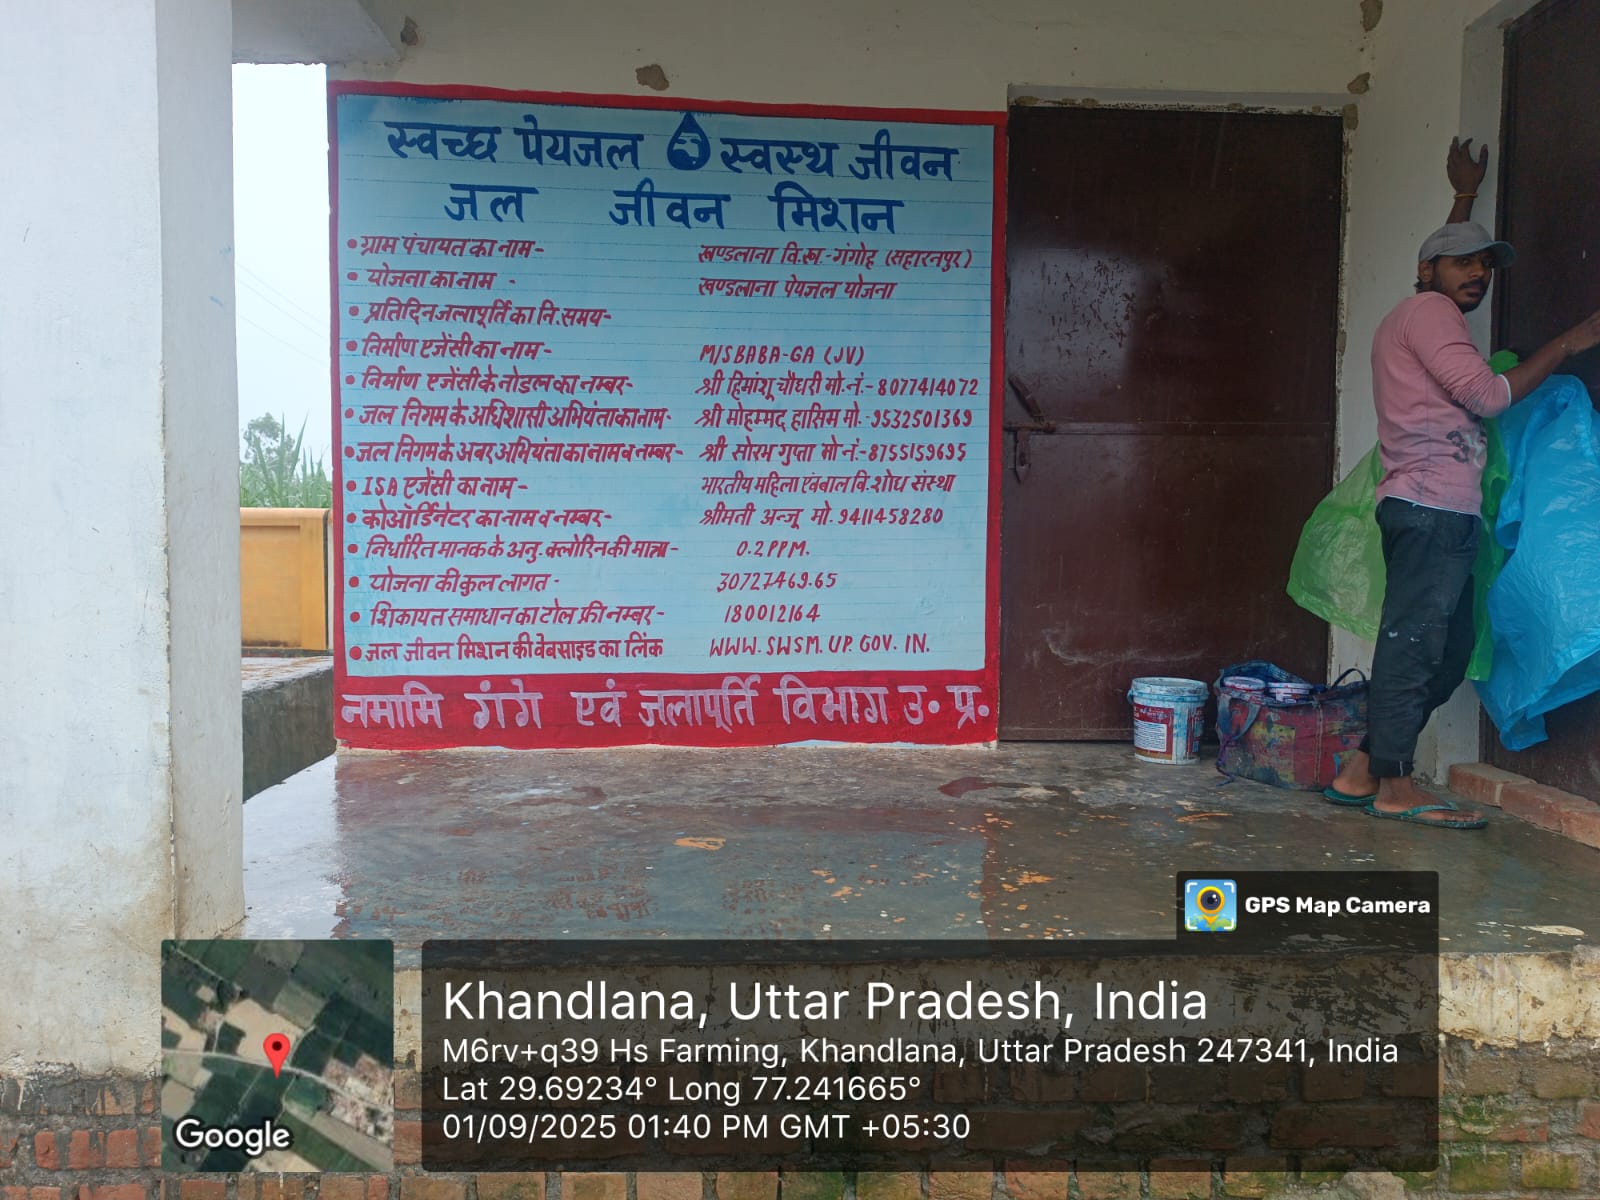 स्वच्छ पेयजल स्वस्थ जीवन
जल जीवन मिशन
• ग्राम पंचायत का नाम- खण्डलाना वि.ख.-गंगोह (सहारनपुर)
• योजना का नाम - खण्डलाना पेयजल योजना
• प्रतिदिन जलापूर्ति का नि.समय-
• निर्माण एजेंसी का नाम- M/S BABA-GA (JV)
• निर्माण एजेंसी के नोडल का नम्बर- श्री हिमांशू चौधरी मो.नं.- 8077414072
• जल निगम के अधिशासी अभियंता का नाम- श्री मोहम्मद हासिम मो.-9532501369
• जल निगम के अवर अभियंता का नाम व नम्बर- श्री सोरभ गुप्ता मो नं.-8755159695
• ISA एजेंसी का नाम- भारतीय महिला एंव बाल वि. शोध संस्था
• कोऑर्डिनेटर का नाम व नम्बर- श्रीमती अन्जू मो. 9411458280
• निर्धारित मानक के अनु. क्लोरिन की मात्रा- 0.2 PPM.
• योजना की कुल लागत- 30727469.65
• शिकायत समाधान का टोल फ्री नम्बर- 180012164
• जल जीवन मिशन की वेबसाइड का लिंक WWW. SWSM. UP. GOV. IN.
नमामि गंगे एवं जलापूर्ति विभाग उ. प्र.
GPS Map Camera
Khandlana, Uttar Pradesh, India
M6rv+q39 Hs Farming, Khandlana, Uttar Pradesh 247341, India
Lat 29.69234° Long 77.241665°
01/09/2025 01:40 PM GMT +05:30
Google